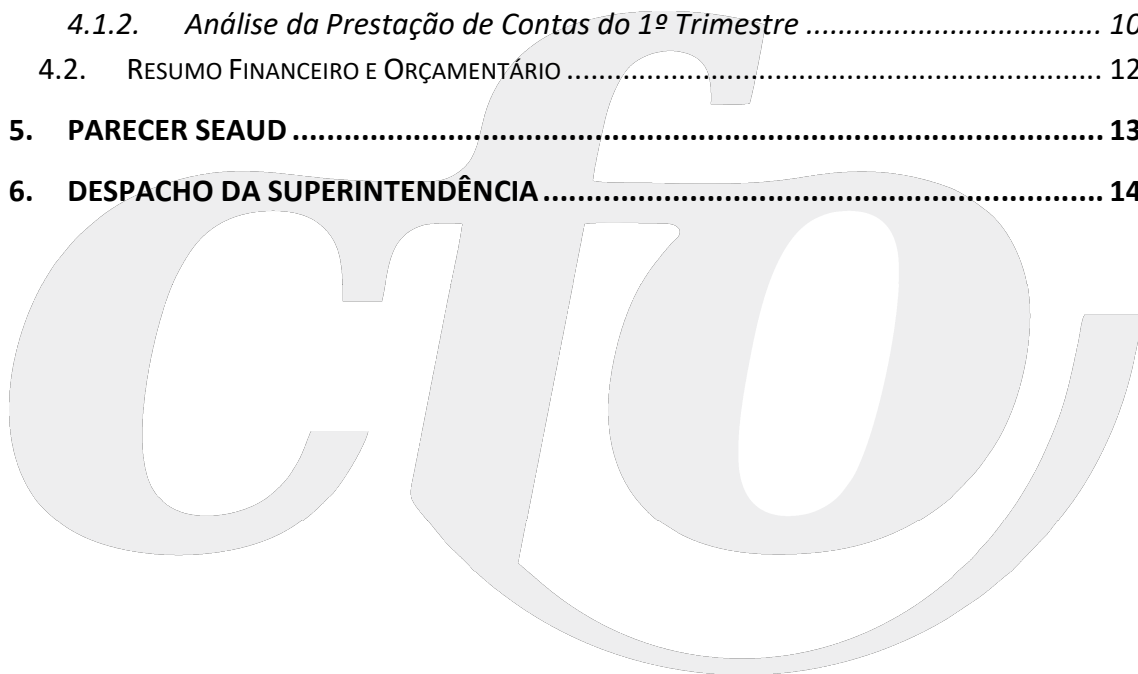 4.1.2. Análise da Prestação de Contas do 1º Trimestre .................................. 10
4.2. RESUMO FINANCEIRO E ORÇAMENTÁRIO .............................................................. 12
5. PARECER SEAUD ............................................................................................... 13
6. DESPACHO DA SUPERINTENDÊNCIA .................................................................. 14
cfo